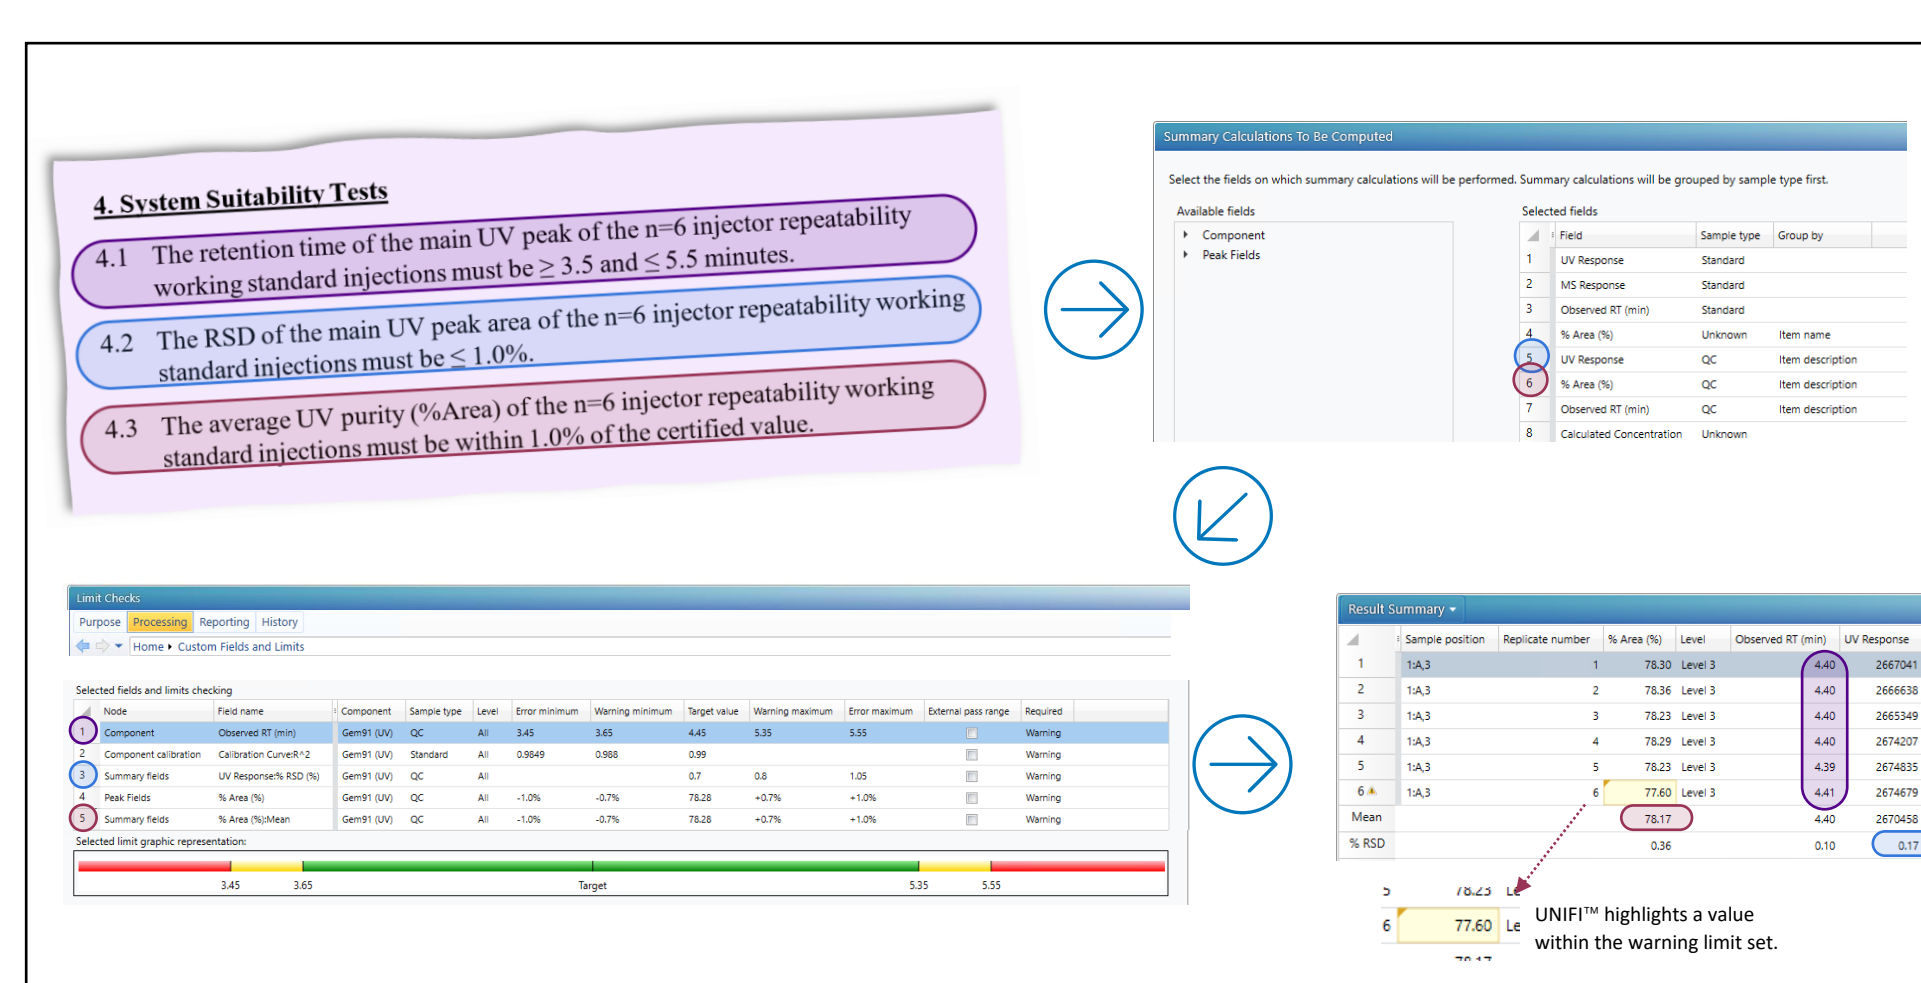 4. System Suitability Tests
4.1 The retention time of the main UV peak of the n=6 injector repeatability
working standard injections must be ≥ 3.5 and ≤ 5.5 minutes.
4.2 The RSD of the main UV peak area of the n=6 injector repeatability working
standard injections must be ≤ 1.0%.
4.3 The average UV purity (%Area) of the n=6 injector repeatability working
standard injections must be within 1.0% of the certified value.
Summary Calculations To Be Computed
Select the fields on which summary calculations will be performed. Summary calculations will be grouped by sample type first.
Available fields
Component
Peak Fields
Selected fields
Field Sample type Group by
1 UV Response Standard
2 MS Response Standard
3 Observed RT (min) Standard
4 % Area (%) Unknown Item name
5 UV Response QC Item description
6 % Area (%) QC Item description
7 Observed RT (min) QC Item description
8 Calculated Concentration Unknown
Limit Checks
Purpose Processing Reporting History
Home Custom Fields and Limits
Selected fields and limits checking
Node Field name Component Sample type Level Error minimum Warning minimum Target value Warning maximum Error maximum External pass range Required
1 Component Observed RT (min) Gem91 (UV) QC All 3.45 3.65 4.45 5.35 5.55 Warning
2 Component calibration Calibration Curve:R^2 Gem91 (UV) Standard All 0.9849 0.988 0.99 Warning
3 Summary fields UV Response:% RSD (%) Gem91 (UV) QC All 0.7 0.8 1.05 Warning
4 Peak Fields % Area (%) Gem91 (UV) QC All -1.0% -0.7% 78.28 +0.7% +1.0% Warning
5 Summary fields % Area (%):Mean Gem91 (UV) QC All -1.0% -0.7% 78.28 +0.7% +1.0% Warning
Selected limit graphic representation:
3.45 3.65 Target 5.35 5.55
Result Summary
Sample position Replicate number % Area (%) Level Observed RT (min) UV Response
1 1:A,3 1 78.30 Level 3 4.40 2667041
2 1:A,3 2 78.36 Level 3 4.40 2666638
3 1:A,3 3 78.23 Level 3 4.40 2665349
4 1:A,3 4 78.29 Level 3 4.40 2674207
5 1:A,3 5 78.23 Level 3 4.39 2674835
6 1:A,3 6 77.60 Level 3 4.41 2674679
Mean 78.17 4.40 2670458
% RSD 0.36 0.10 0.17
5 78.23 Le
6 77.60 Le
78.17
UNIFI™ highlights a value
within the warning limit set.